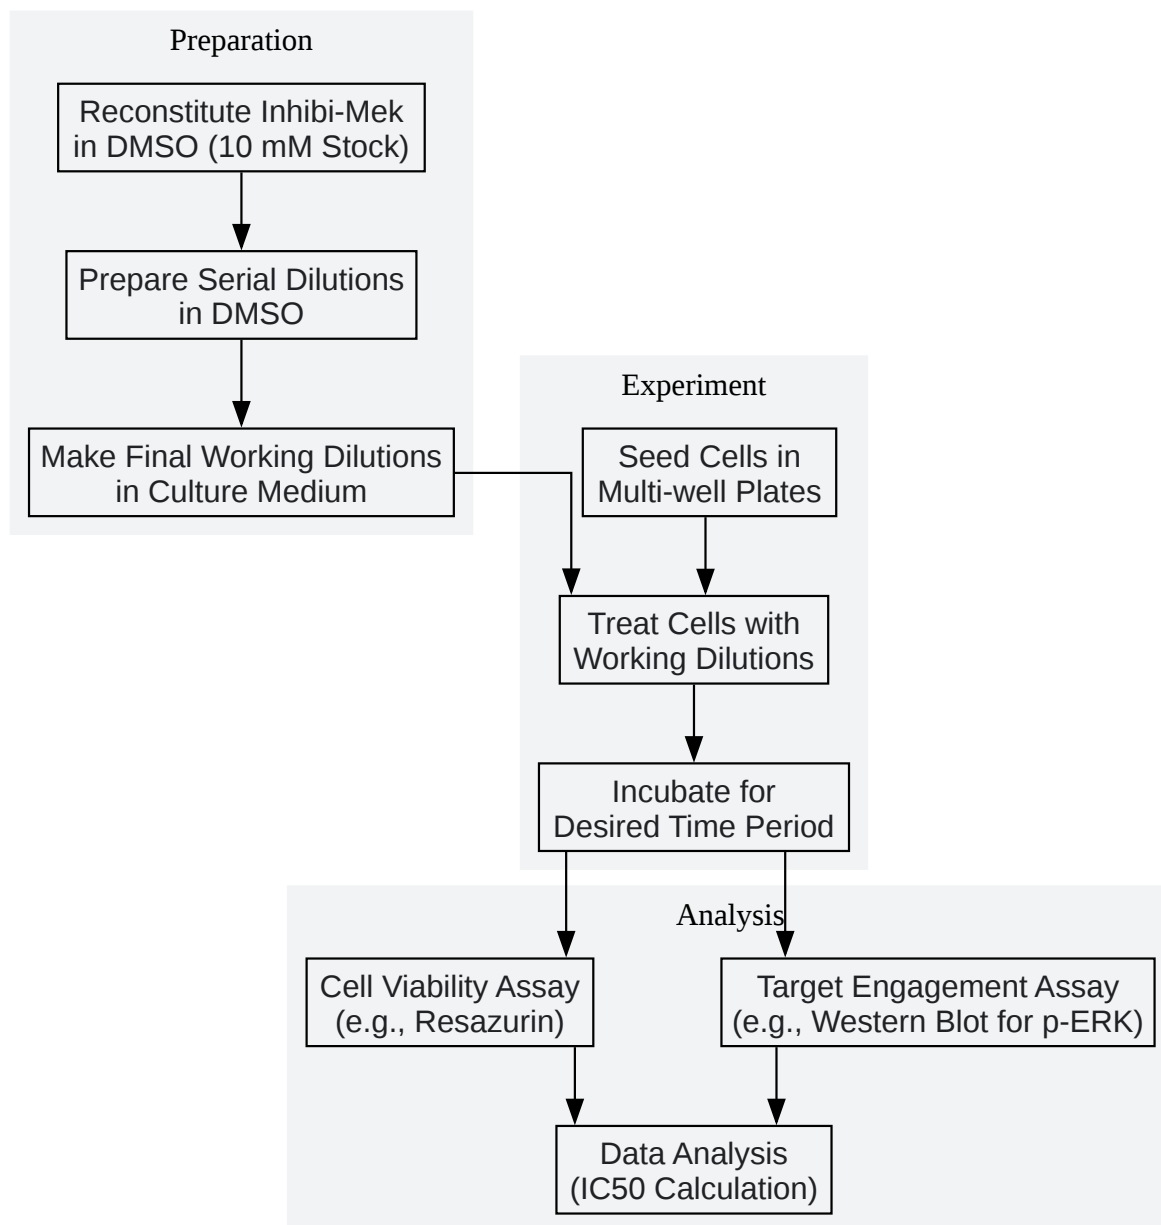 Preparation
Reconstitute Inhibi-Mek
in DMSO (10 mM Stock)
Prepare Serial Dilutions
in DMSO
Make Final Working Dilutions
in Culture Medium
Experiment
Seed Cells in
Multi-well Plates
Treat Cells with
Working Dilutions
Incubate for
Desired Time Period
Analysis
Cell Viability Assay
(e.g., Resazurin)
Target Engagement Assay
(e.g., Western Blot for p-ERK)
Data Analysis
(IC50 Calculation)